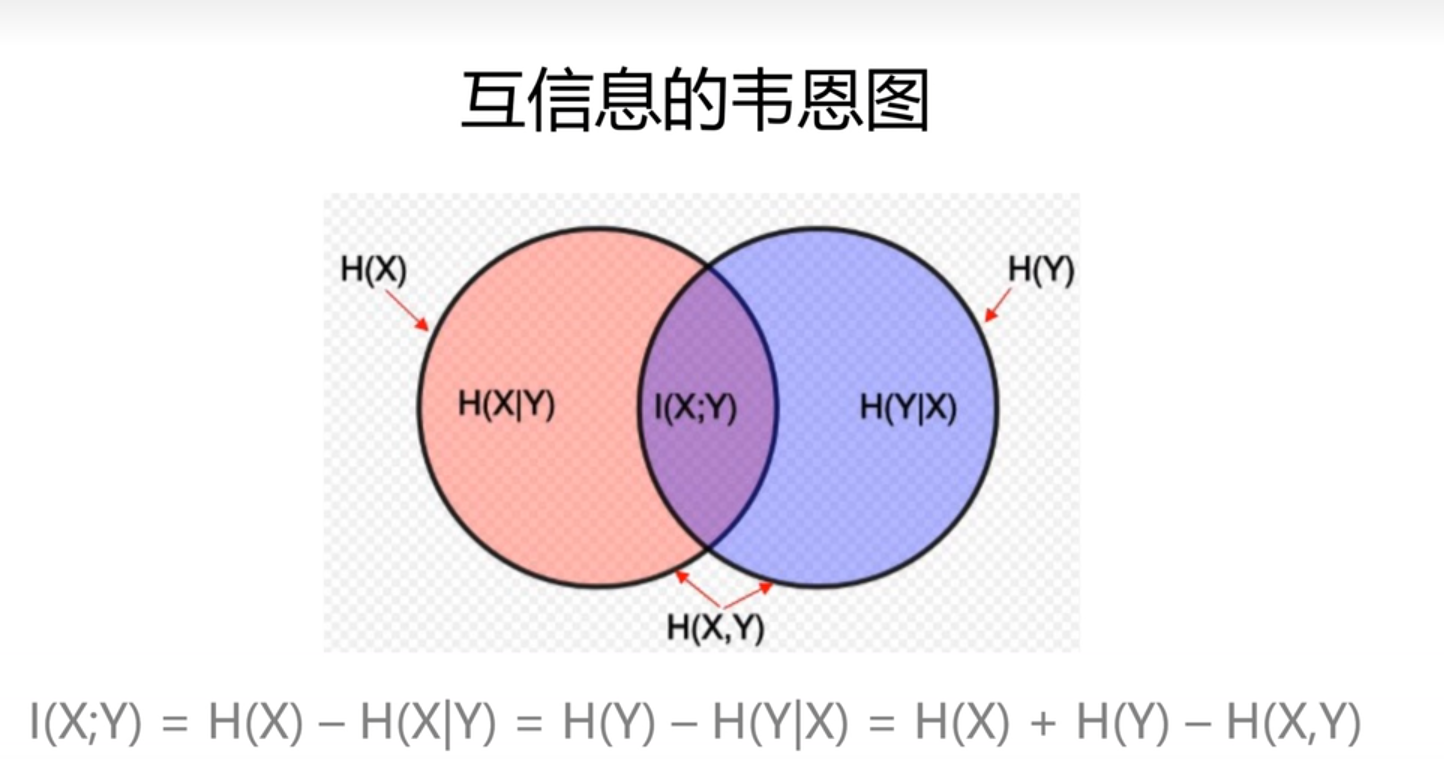 互信息的韦恩图
H(X)
H(Y)
H(X|Y)
I(X;Y)
H(Y|X)
H(X,Y)
I(X;Y) = H(X) – H(X|Y) = H(Y) – H(Y|X) = H(X) + H(Y) – H(X,Y)